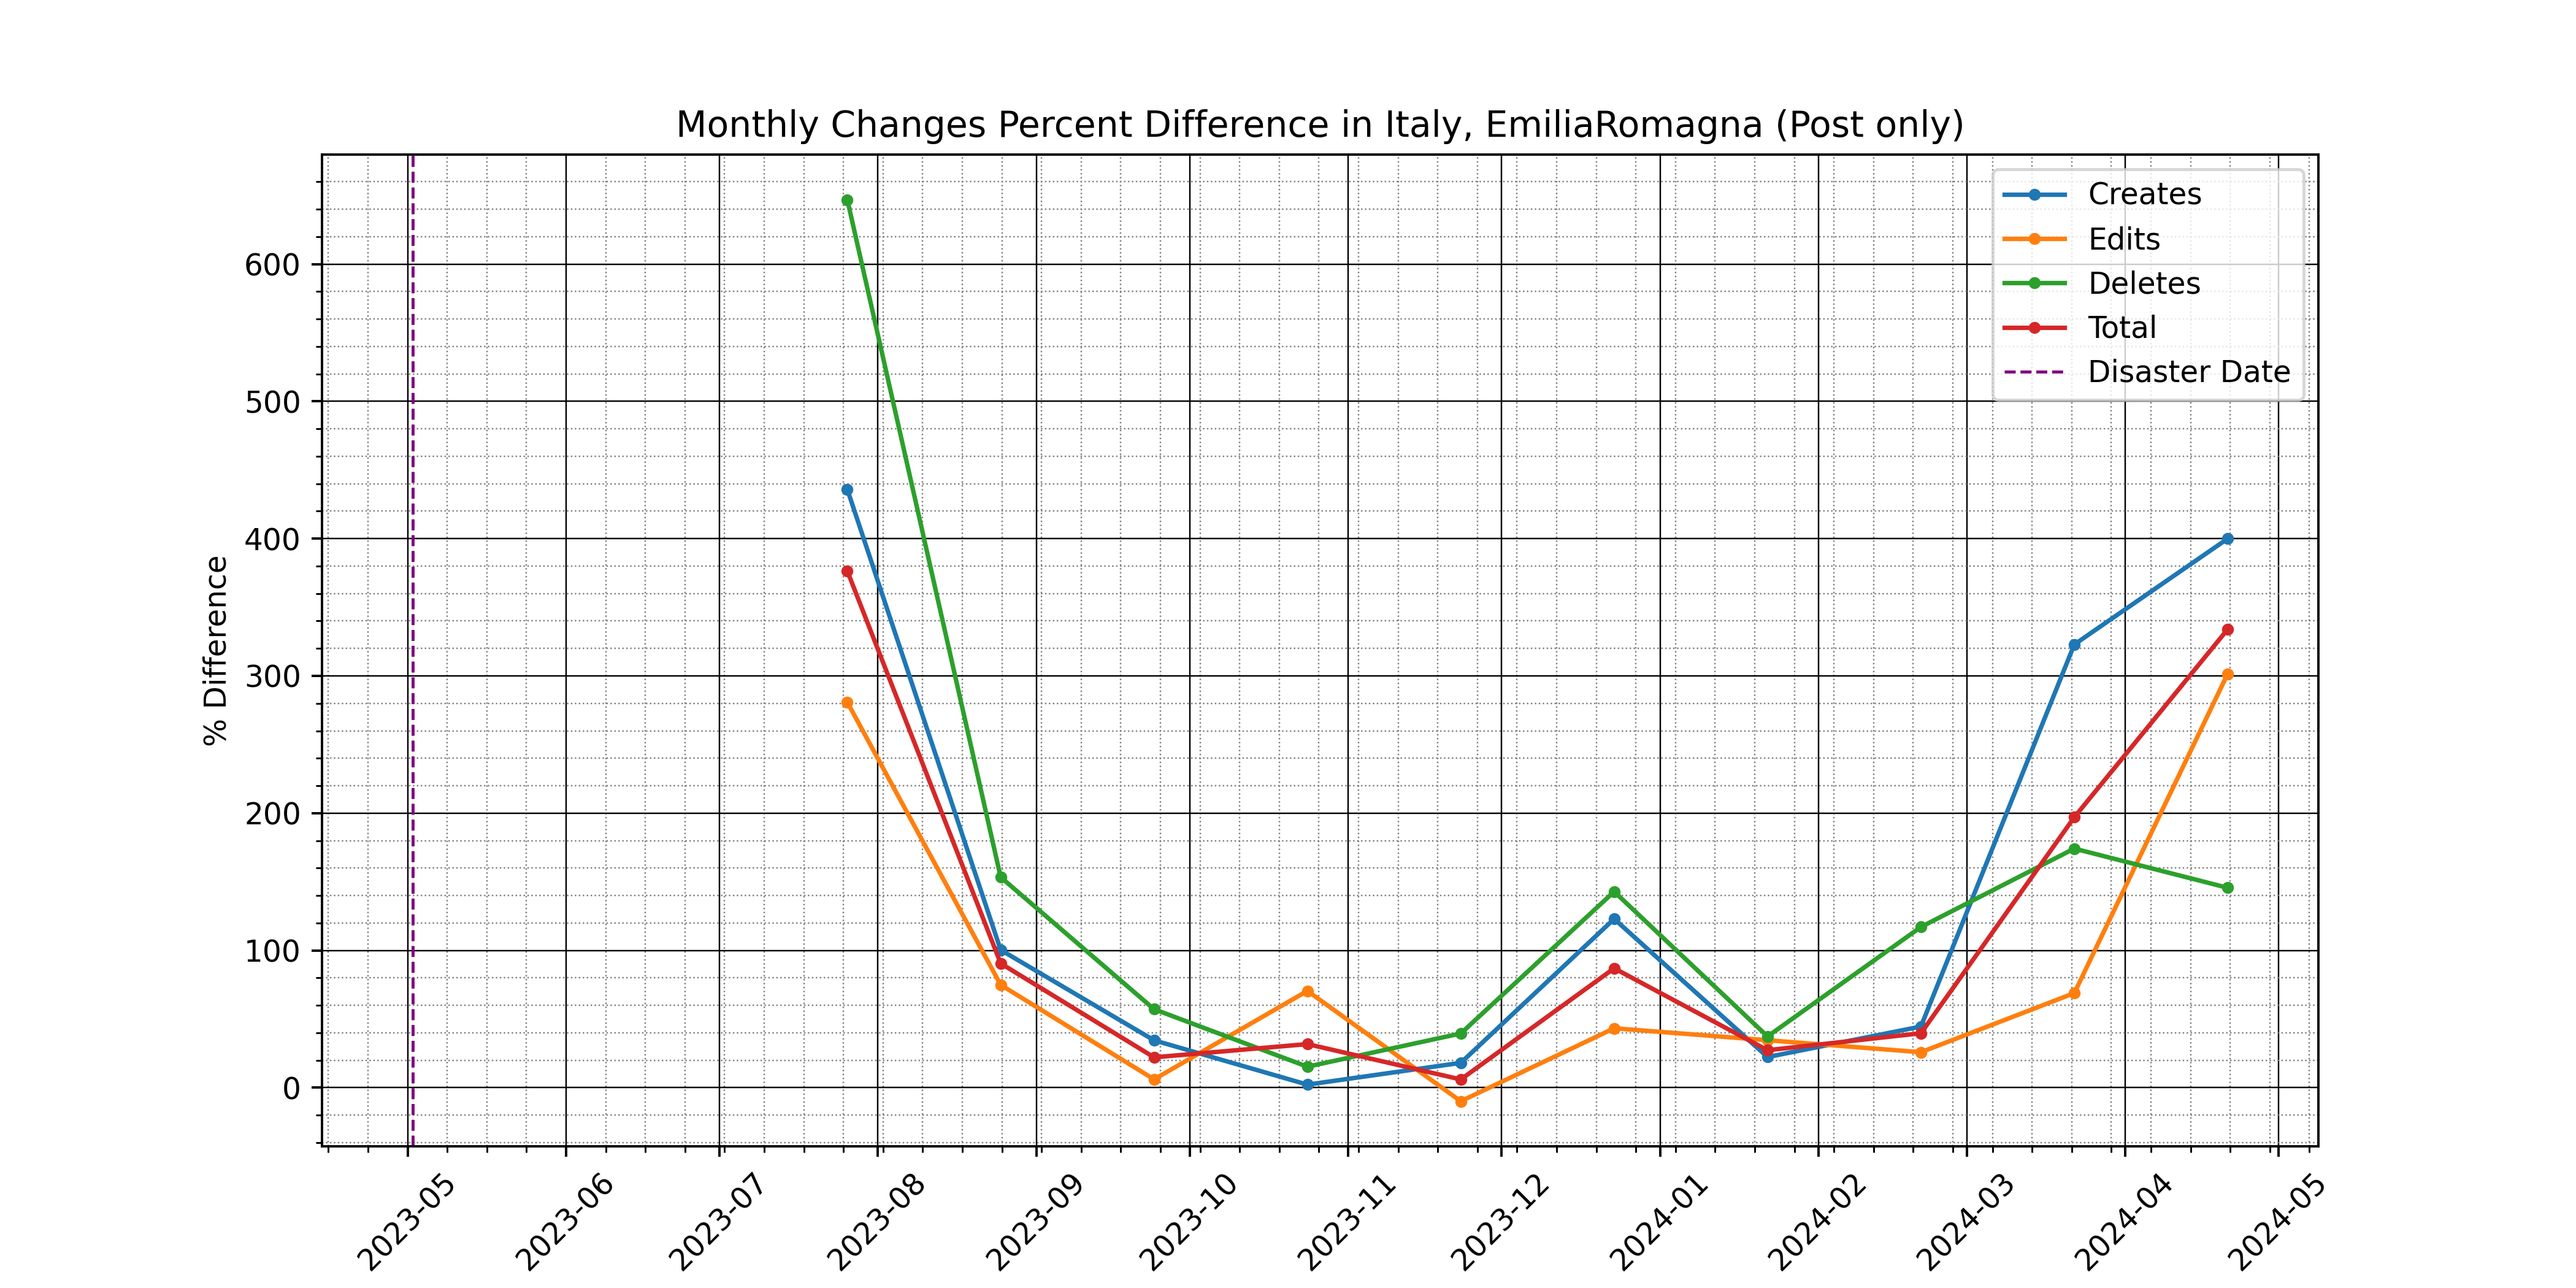 Monthly Changes Percent Difference in Italy, EmiliaRomagna (Post only)
Creates
Edits
Deletes
Total
Disaster Date
% Difference
600
500
400
300
200
100
0
2023-05
2023-06
2023-07
2023-08
2023-09
2023-10
2023-11
2023-12
2024-01
2024-02
2024-03
2024-04
2024-05